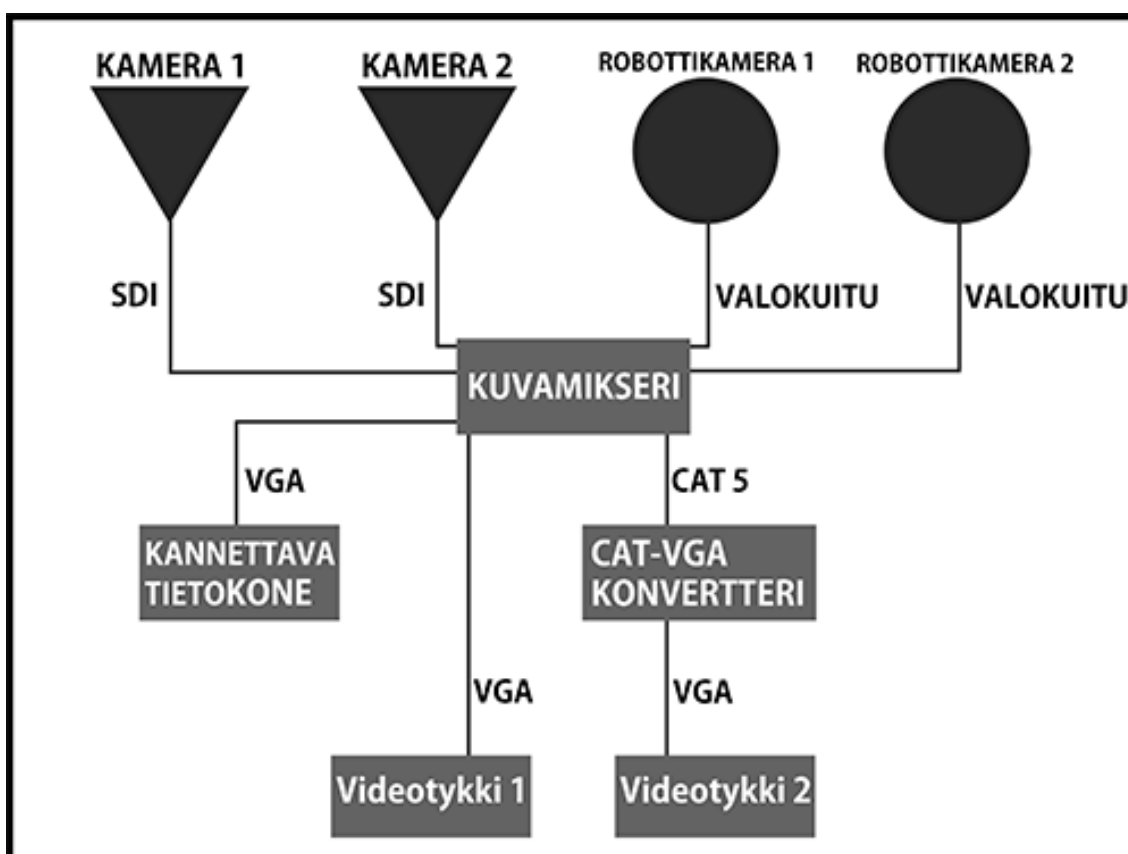 KAMERA 1
KAMERA 2
ROBOTTIKAMERA 1
ROBOTTIKAMERA 2
SDI
SDI
VALOKUITU
VALOKUITU
KUVAMIKSERI
VGA
CAT 5
KANNETTAVA
TIETOKONE
CAT-VGA
KONVERTTERI
VGA
VGA
Videotykki 1
Videotykki 2